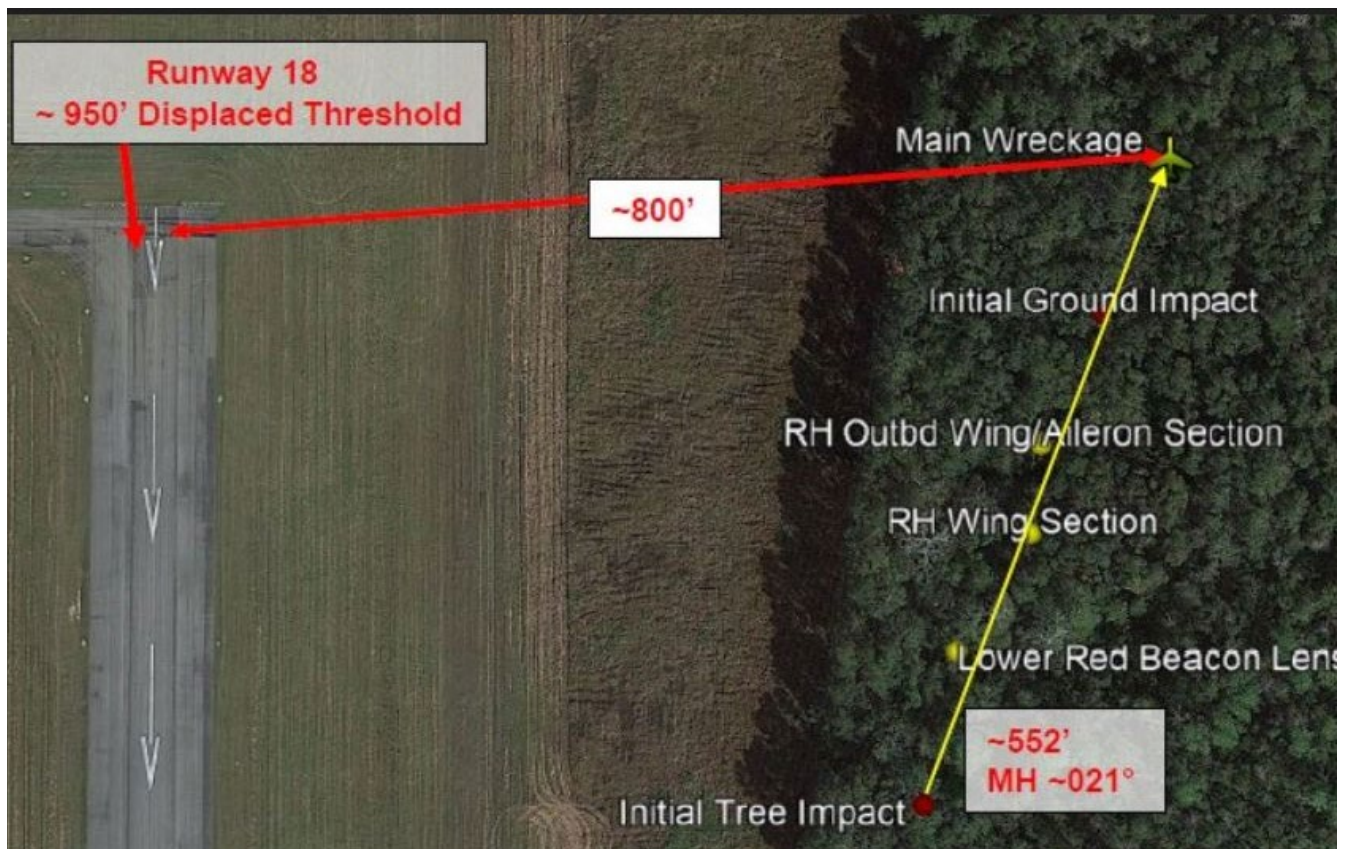 Runway 18
~ 950’ Displaced Threshold
Main Wreckage
~800’
Initial Ground Impact
RH Outbd Wing/Aileron Section
RH Wing Section
Lower Red Beacon Lens
~552’
MH ~021°
Initial Tree Impact